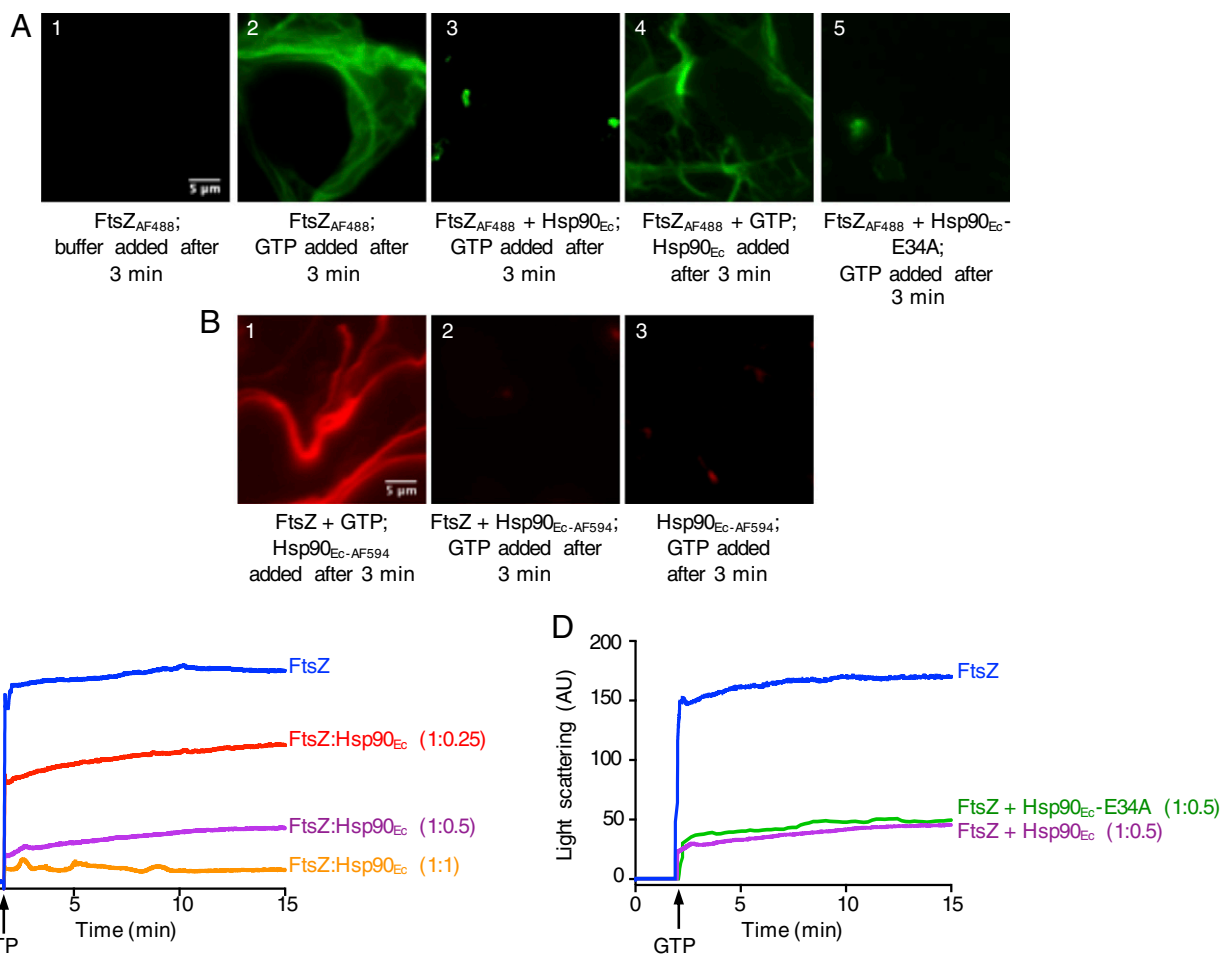 A
1
2
3
4
5
5 μm
FtsZAF488;
buffer added after
3 min
FtsZAF488;
GTP added after
3 min
FtsZAF488 + Hsp90Ec;
GTP added after
3 min
FtsZAF488 + GTP;
Hsp90Ec added
after 3 min
FtsZAF488 + Hsp90Ec-
E34A;
GTP added after
3 min
B
1
2
3
5 μm
FtsZ + GTP;
Hsp90Ec-AF594
added after 3 min
FtsZ + Hsp90Ec-AF594;
GTP added after
3 min
Hsp90Ec-AF594;
GTP added
after 3 min
FtsZ
FtsZ:Hsp90Ec (1:0.25)
FtsZ:Hsp90Ec (1:0.5)
FtsZ:Hsp90Ec (1:1)
5
10
15
Time (min)
TP
D
Light scattering (AU)
200
150
100
50
0
FtsZ
FtsZ + Hsp90Ec-E34A (1:0.5)
FtsZ + Hsp90Ec (1:0.5)
0
5
10
15
Time (min)
GTP